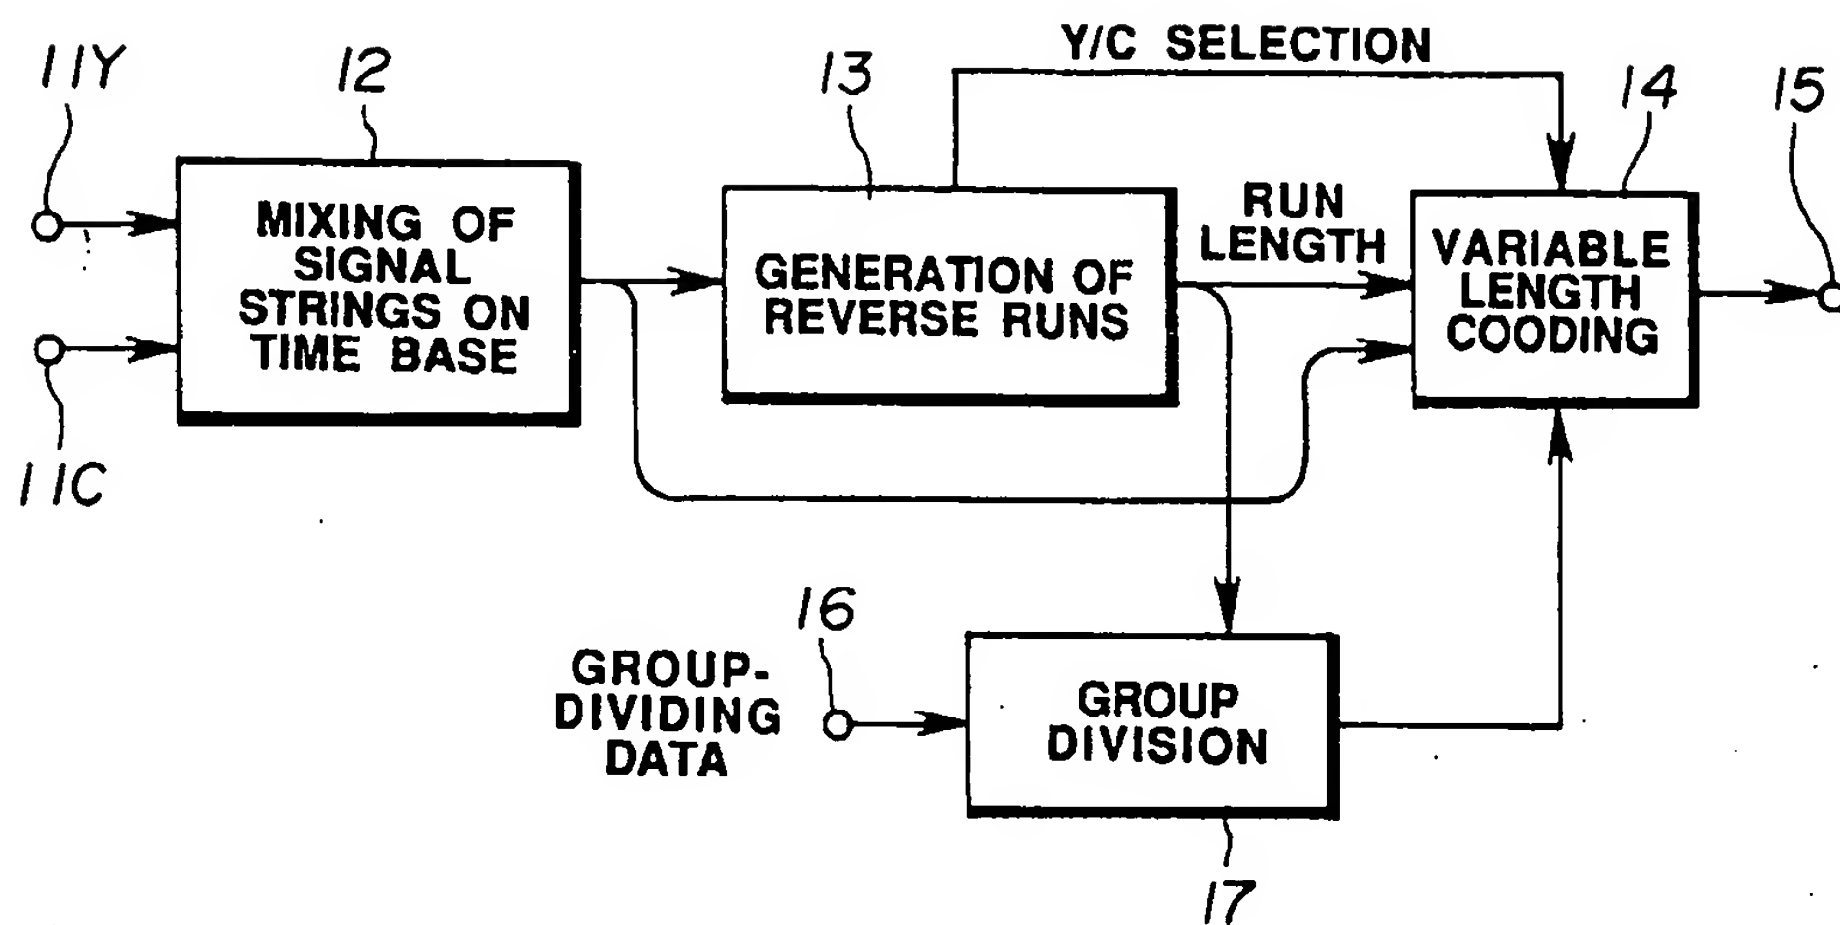 Y/C SELECTION
11Y
12
13
14
15
MIXING OF
SIGNAL
STRINGS ON
TIME BASE
GENERATION OF
REVERSE RUNS
RUN
LENGTH
VARIABLE
LENGTH
COODING
11C
16
GROUP-
DIVIDING
DATA
GROUP
DIVISION
17